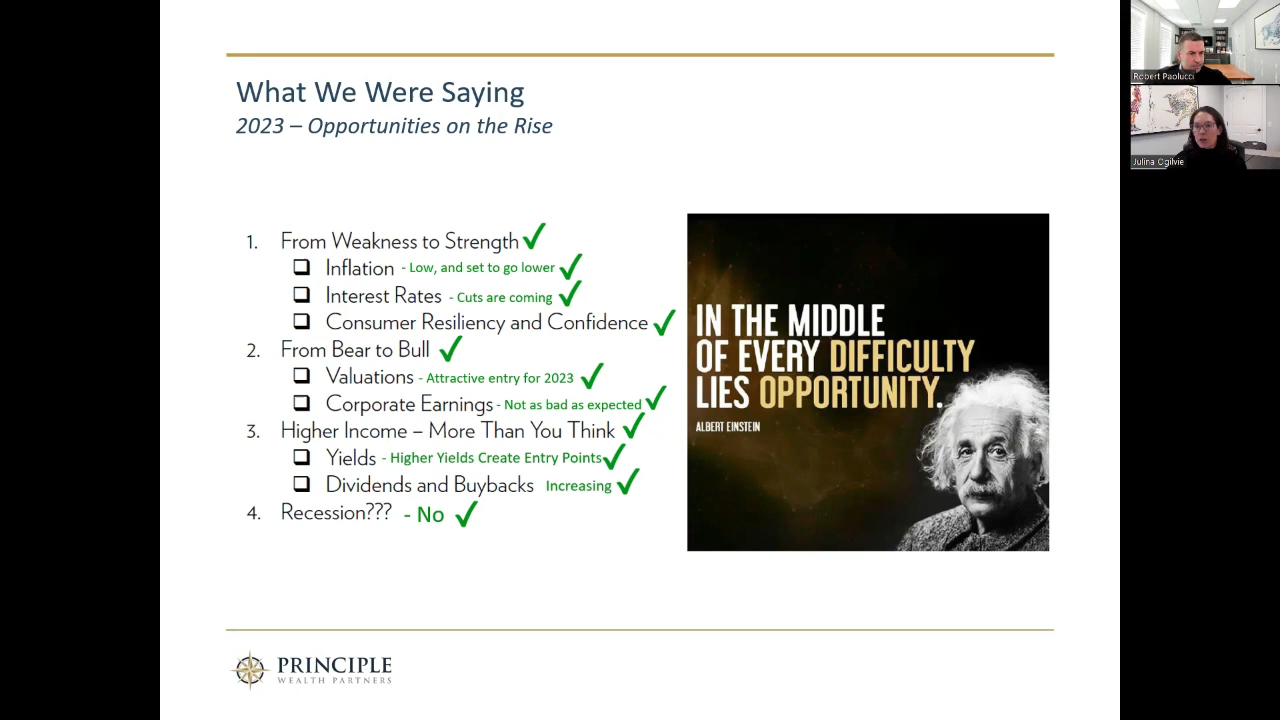 What We Were Saying
2023 – Opportunities on the Rise
1. From Weakness to Strength
Inflation - Low, and set to go lower
Interest Rates - Cuts are coming
Consumer Resiliency and Confidence
2. From Bear to Bull
Valuations - Attractive entry for 2023
Corporate Earnings - Not as bad as expected
3. Higher Income – More Than You Think
Yields - Higher Yields Create Entry Points
Dividends and Buybacks Increasing
4. Recession??? - No
IN THE MIDDLE
OF EVERY DIFFICULTY
LIES OPPORTUNITY.
ALBERT EINSTEIN
PRINCIPLE
WEALTH PARTNERS
Robert Paolucci
Julina Ogilvie